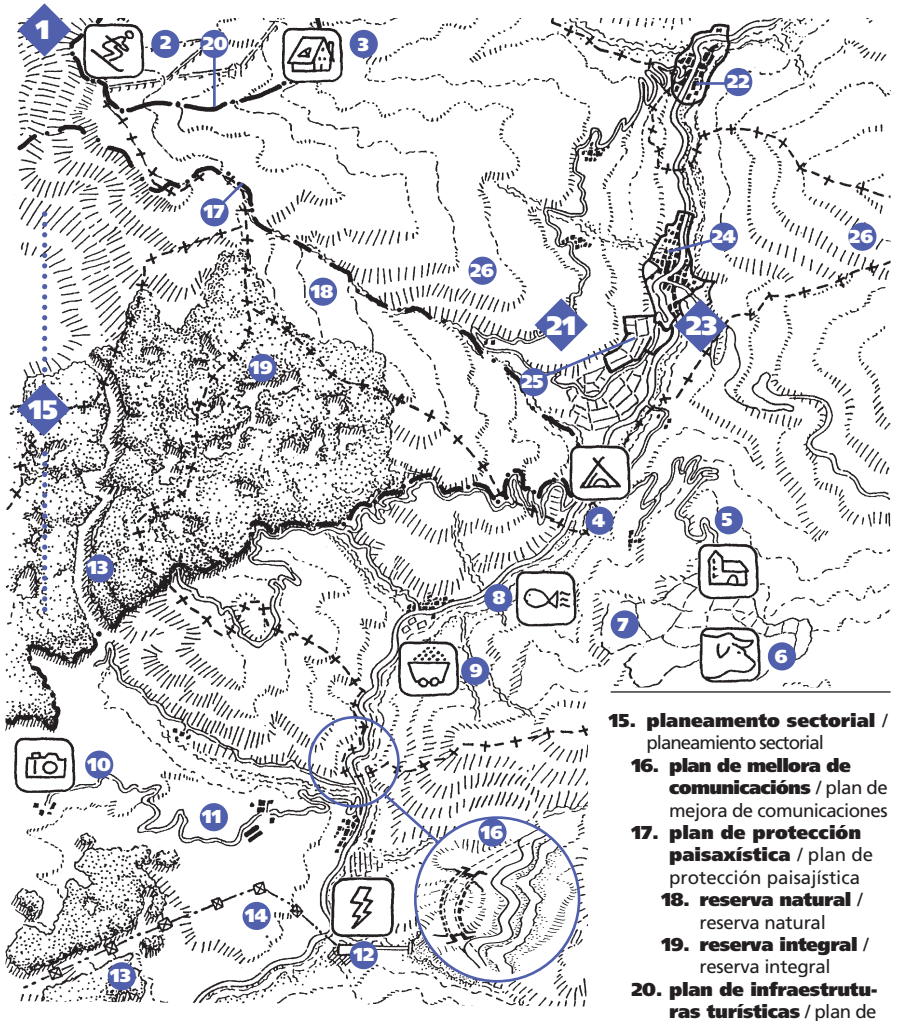 1
2
20
3
22
17
24
26
26
18
21
23
19
25
15
4
5
13
8
7
9
6
10
11
16
14
12
13
15. planeamento sectorial /
planeamiento sectorial
16. plan de mellora de
comunicacións / plan de
mejora de comunicaciones
17. plan de protección
paisaxística / plan de
protección paisajística
18. reserva natural /
reserva natural
19. reserva integral /
reserva integral
20. plan de infraestrutu-
ras turísticas / plan de